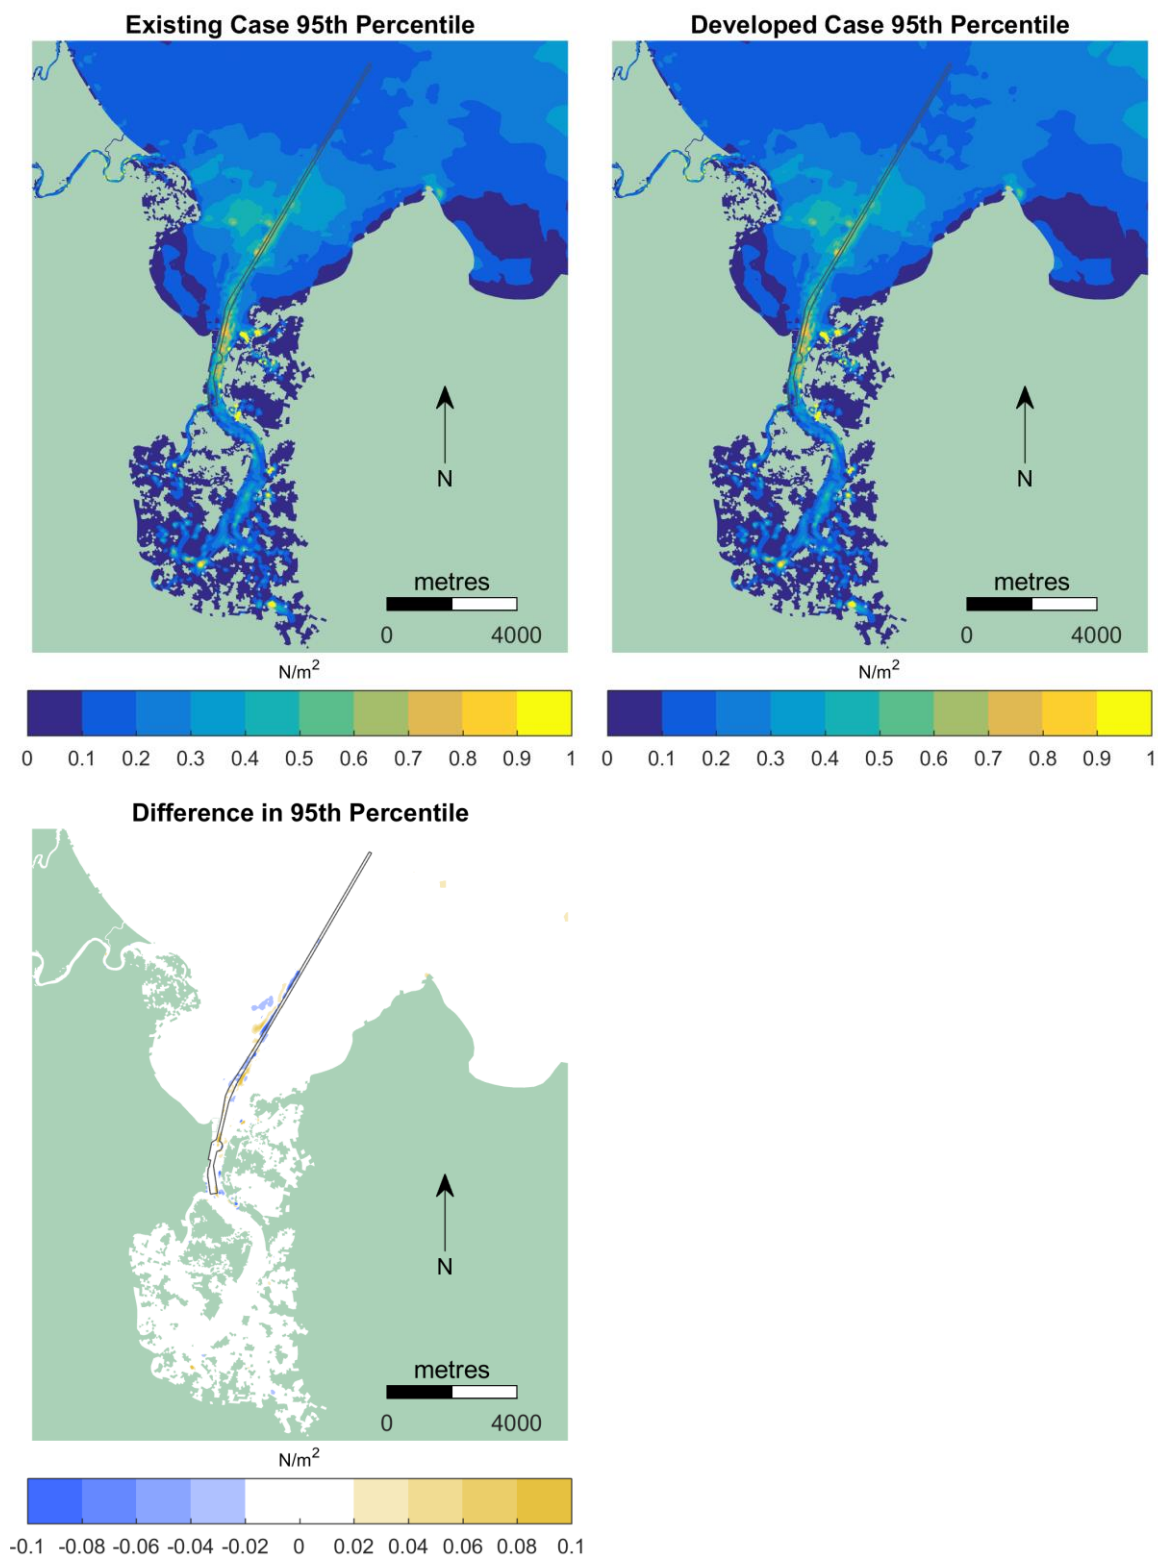 Existing Case 95th Percentile
Developed Case 95th Percentile
N
N
metres
metres
0 4000
0 4000
N/m²
N/m²
0 0.1 0.2 0.3 0.4 0.5 0.6 0.7 0.8 0.9 1
0 0.1 0.2 0.3 0.4 0.5 0.6 0.7 0.8 0.9 1
Difference in 95th Percentile
N
metres
0 4000
N/m²
-0.1 -0.08 -0.06 -0.04 -0.02 0 0.02 0.04 0.06 0.08 0.1